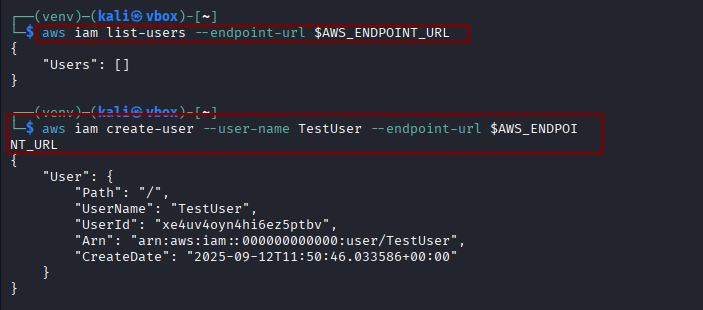 ┌──(venv)─(kali㉿vbox)-[~]
└─$ aws iam list-users --endpoint-url $AWS_ENDPOINT_URL
{
    "Users": []
}
┌──(venv)─(kali㉿vbox)-[~]
└─$ aws iam create-user --user-name TestUser --endpoint-url $AWS_ENDPOI
NT_URL
{
    "User": {
        "Path": "/",
        "UserName": "TestUser",
        "UserId": "xe4uv4oyn4hi6ez5ptbv",
        "Arn": "arn:aws:iam::000000000000:user/TestUser",
        "CreateDate": "2025-09-12T11:50:46.033586+00:00"
    }
}